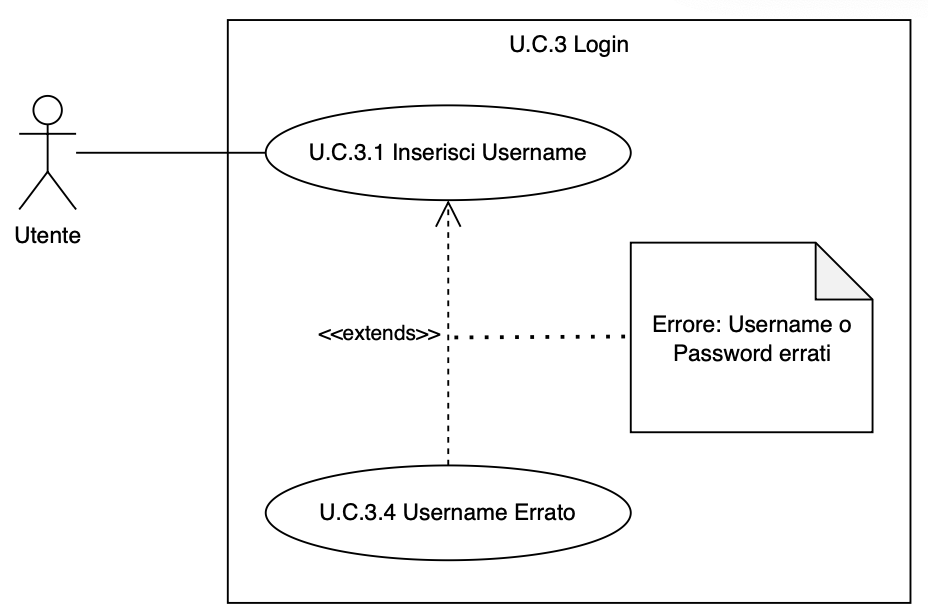 U.C.3 Login
U.C.3.1 Inserisci Username
Utente
<<extends>>
Errore: Username o
Password errati
U.C.3.4 Username Errato